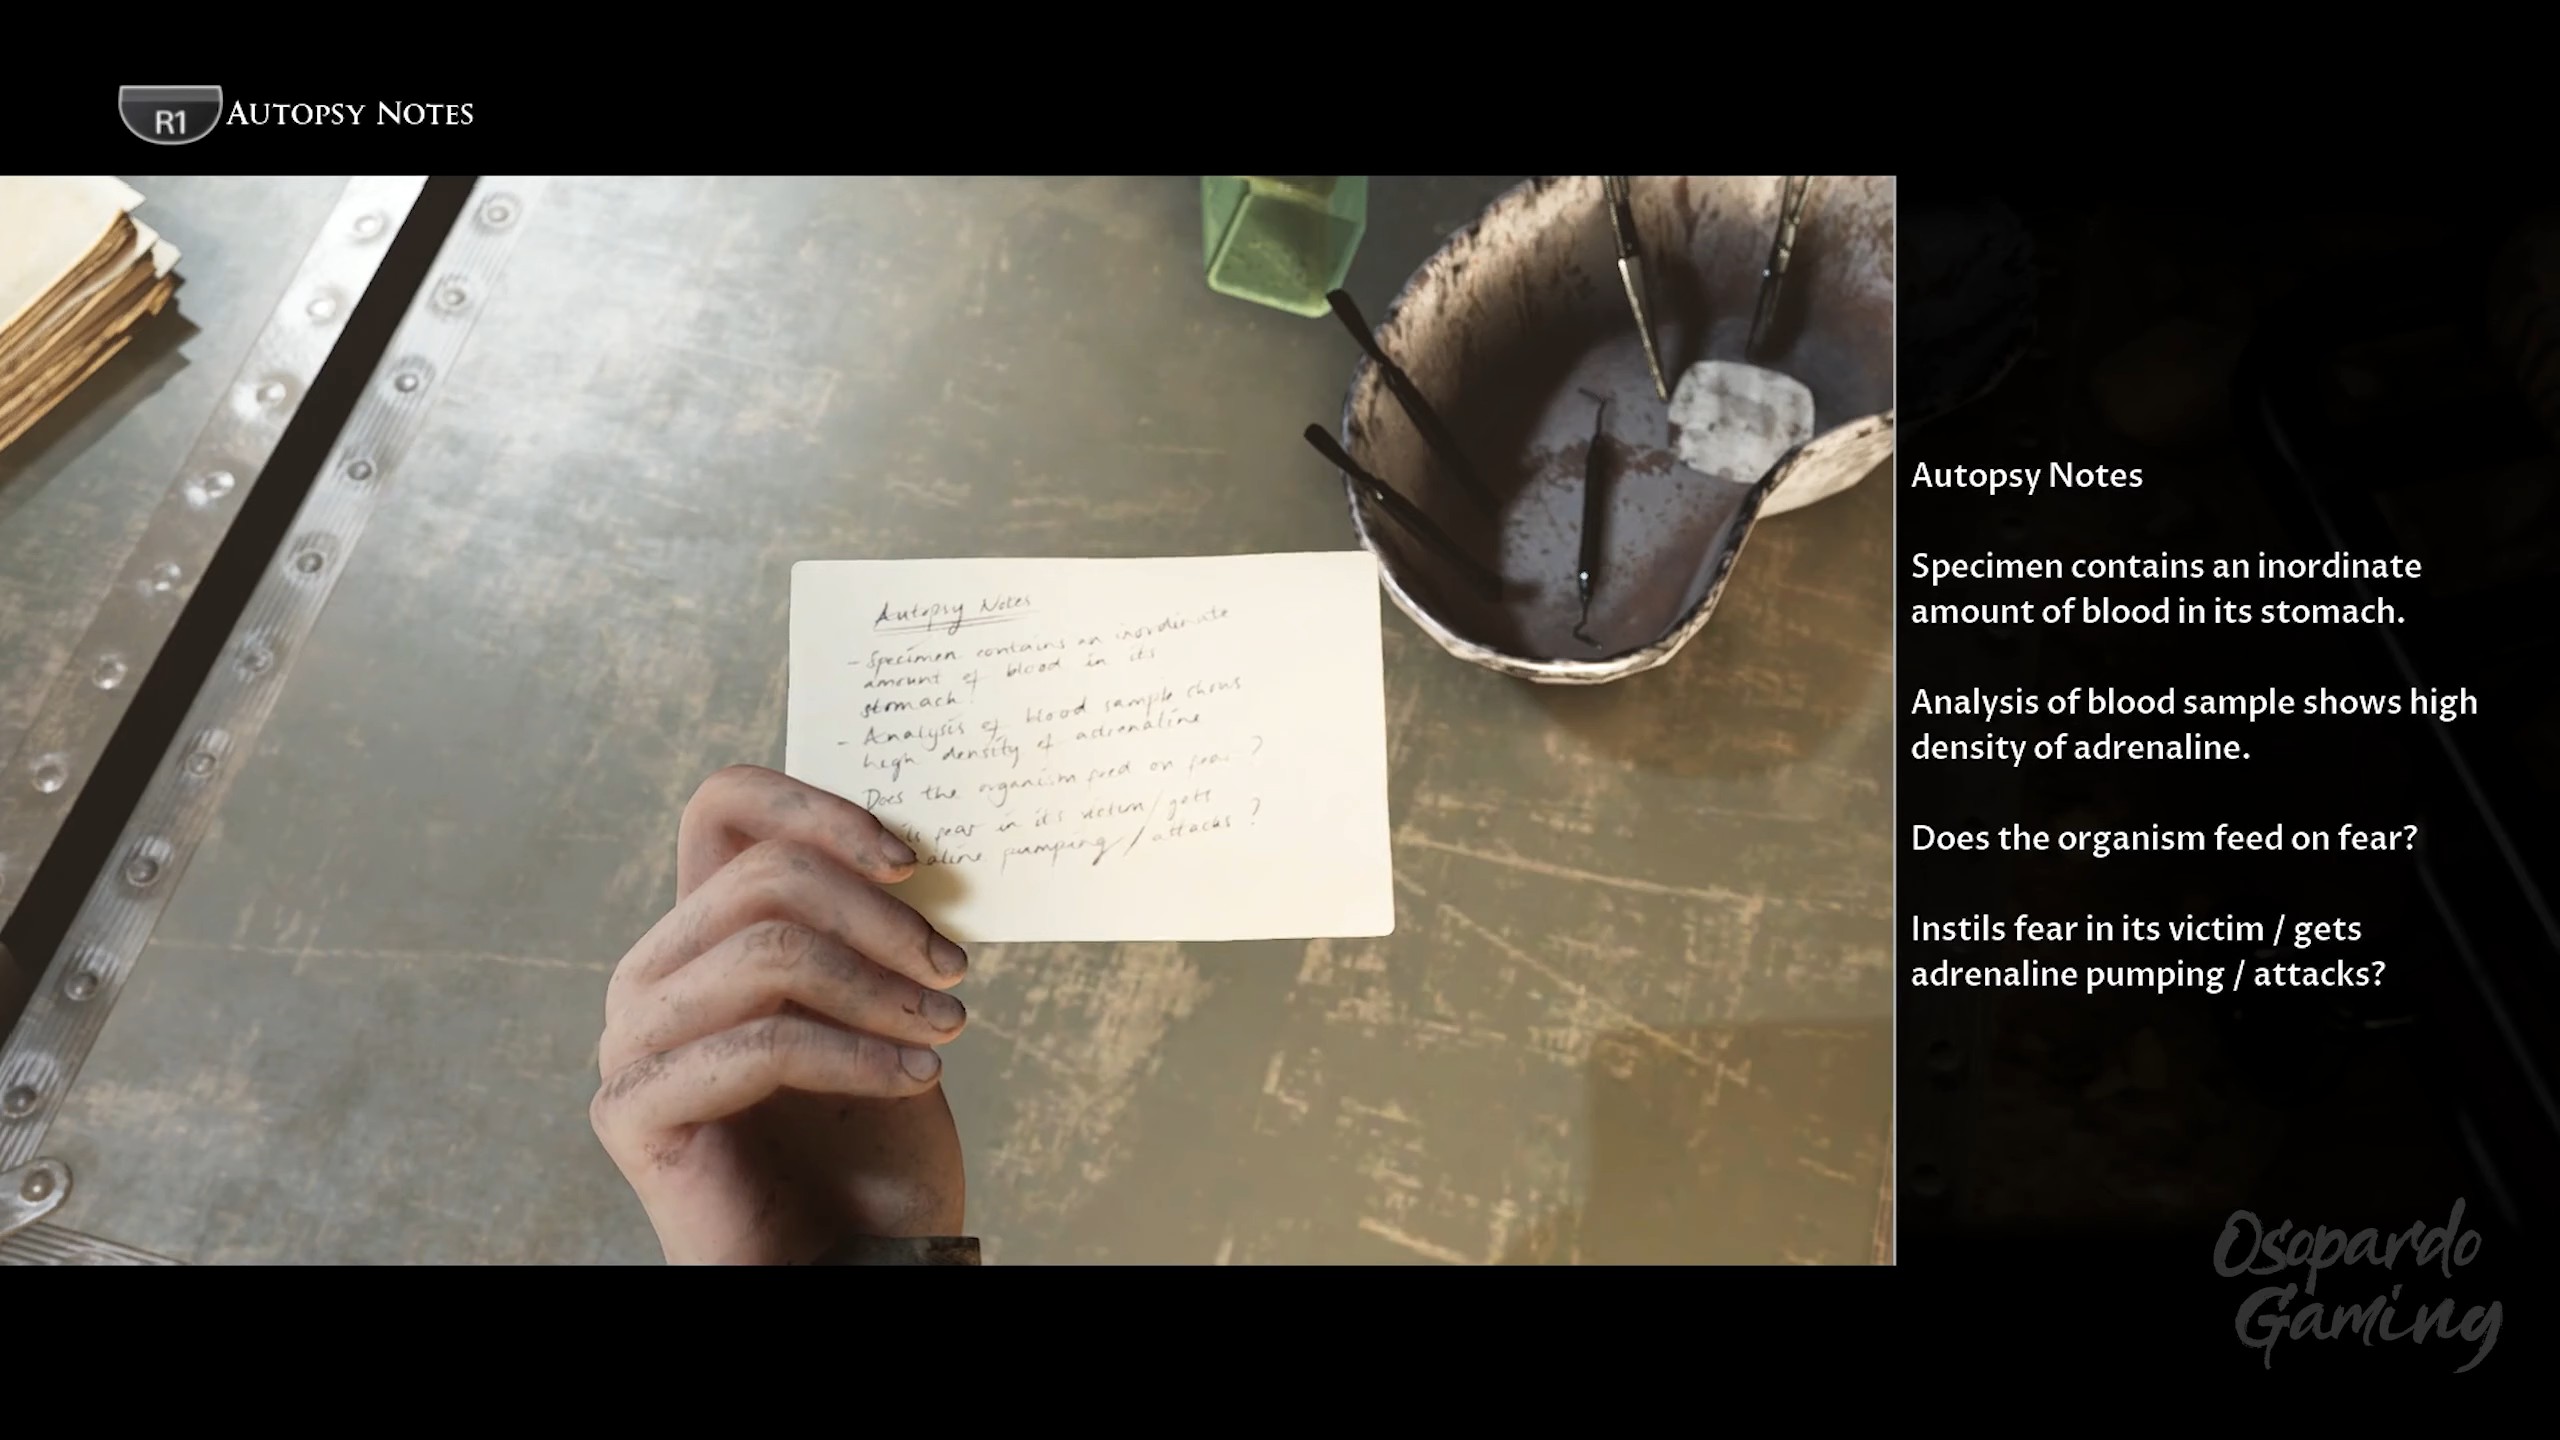 R1 AUTOPSY NOTES
Autopsy Notes
- Specimen contains an inordinate
amount of blood in its
stomach.
- Analysis of blood sample shows
high density of adrenaline
Does the organism feed on fear?
ils fear in its victim / gets
aline pumping / attacks?
Autopsy Notes
Specimen contains an inordinate
amount of blood in its stomach.
Analysis of blood sample shows high
density of adrenaline.
Does the organism feed on fear?
Instils fear in its victim / gets
adrenaline pumping / attacks?
Osopardo
Gaming